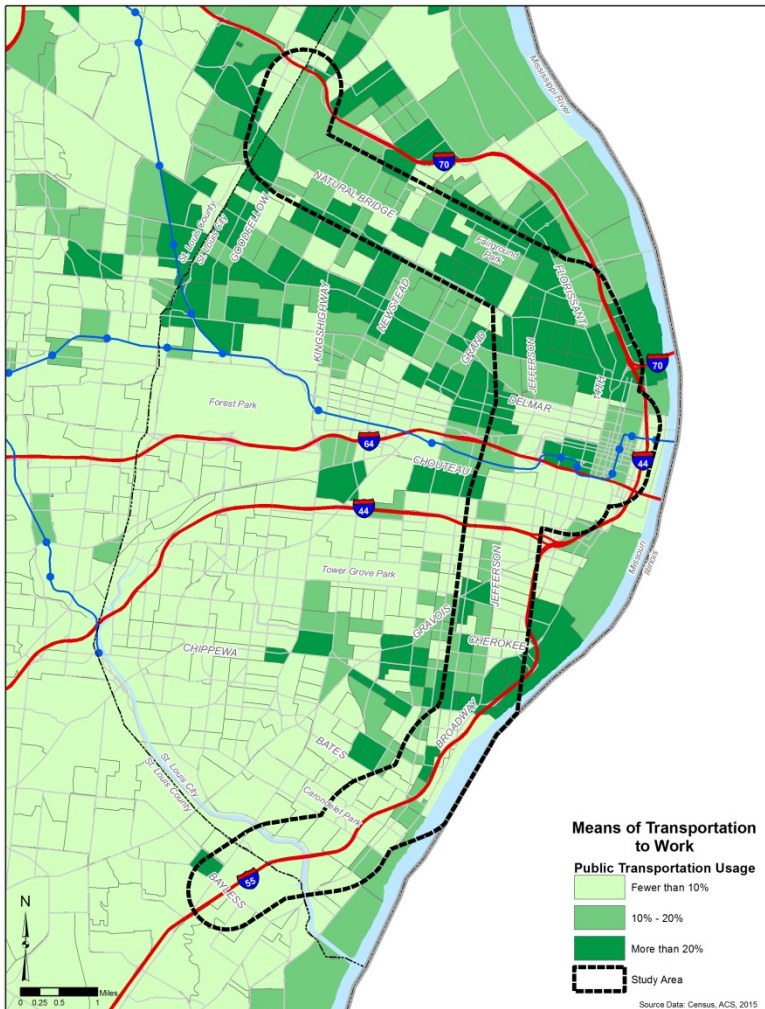 Mississippi River
70
NATURAL BRIDGE
St. Louis County
St. Louis City
GOODFELLOW
Fairground
Park
FLORISSANT
KINGSHIGHWAY
NEWSTEAD
GRAND
JEFFERSON
14TH
70
DELMAR
Forest Park
64
CHOUTEAU
44
44
Missouri
Illinois
Tower Grove Park
JEFFERSON
GRAVOIS
CHEROKEE
CHIPPEWA
BROADWAY
BATES
St. Louis City
St. Louis County
Carondelet Park
55
BAYLESS
N
0 0.25 0.5 1
Miles
Means of Transportation
to Work
Public Transportation Usage
Fewer than 10%
10% - 20%
More than 20%
Study Area
Source Data: Census, ACS, 2015